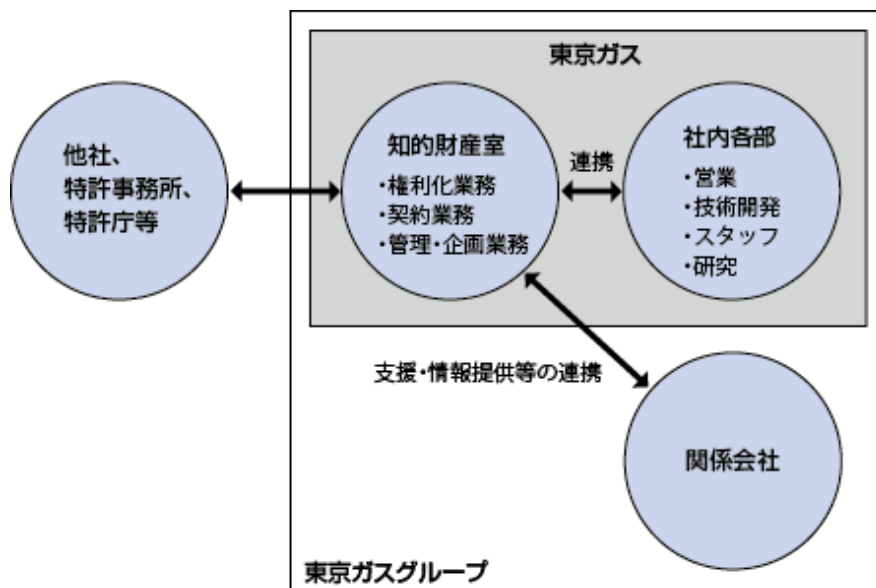 東京ガス
他社、
特許事務所、
特許庁等
知的財産室
・権利化業務
・契約業務
・管理・企画業務
連携
社内各部
・営業
・技術開発
・スタッフ
・研究
支援・情報提供等の連携
関係会社
東京ガスグループ